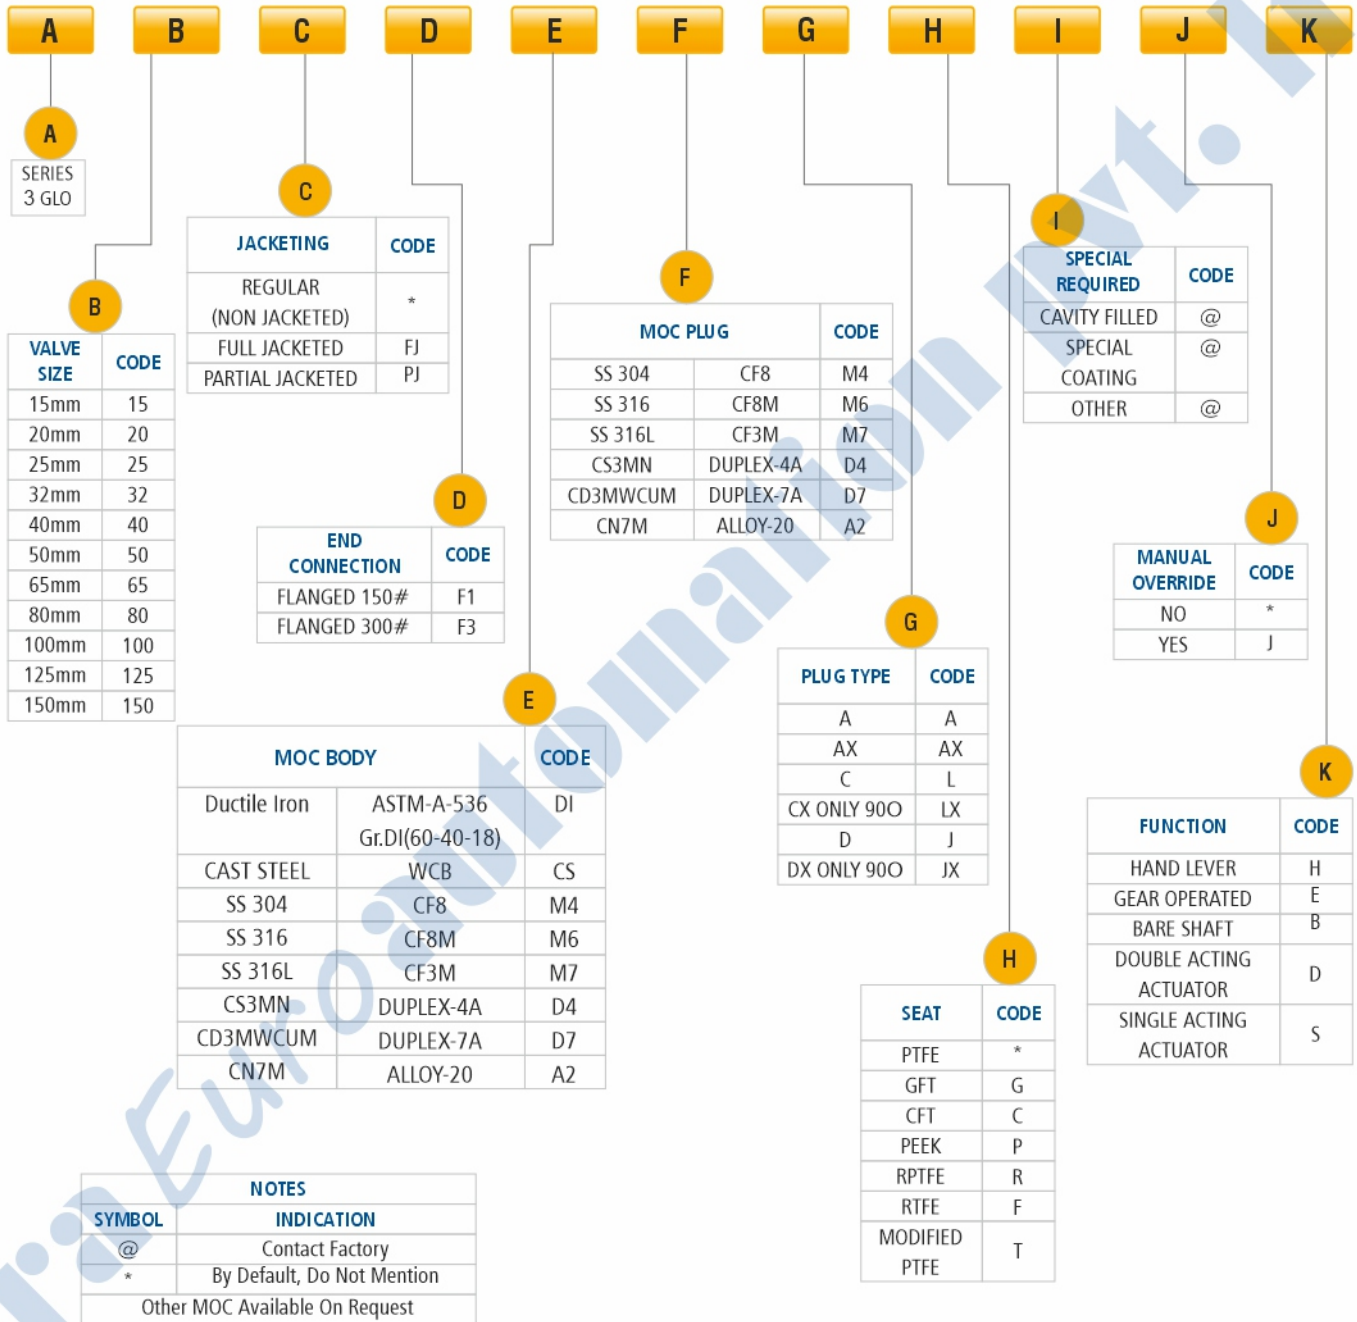 A B C D E F G H I J K
A
SERIES
3 GLO
B
VALVE SIZE CODE
15mm 15
20mm 20
25mm 25
32mm 32
40mm 40
50mm 50
65mm 65
80mm 80
100mm 100
125mm 125
150mm 150
C
JACKETING CODE
REGULAR
(NON JACKETED) *
FULL JACKETED FJ
PARTIAL JACKETED PJ
D
END CONNECTION CODE
FLANGED 150# F1
FLANGED 300# F3
E
MOC BODY CODE
Ductile Iron ASTM-A-536 DI
Gr.DI(60-40-18)
CAST STEEL WCB CS
SS 304 CF8 M4
SS 316 CF8M M6
SS 316L CF3M M7
CS3MN DUPLEX-4A D4
CD3MWCUM DUPLEX-7A D7
CN7M ALLOY-20 A2
F
MOC PLUG CODE
SS 304 CF8 M4
SS 316 CF8M M6
SS 316L CF3M M7
CS3MN DUPLEX-4A D4
CD3MWCUM DUPLEX-7A D7
CN7M ALLOY-20 A2
G
PLUG TYPE CODE
A A
AX AX
C L
CX ONLY 90O LX
D J
DX ONLY 90O JX
H
SEAT CODE
PTFE *
GFT G
CFT C
PEEK P
RPTFE R
RTFE F
MODIFIED
PTFE T
I
SPECIAL
REQUIRED CODE
CAVITY FILLED @
SPECIAL @
COATING
OTHER @
J
MANUAL
OVERRIDE CODE
NO *
YES J
K
FUNCTION CODE
HAND LEVER H
GEAR OPERATED E
BARE SHAFT B
DOUBLE ACTING
ACTUATOR D
SINGLE ACTING
ACTUATOR S
NOTES
SYMBOL INDICATION
@ Contact Factory
* By Default, Do Not Mention
Other MOC Available On Request
ra Euroautomation pvt.